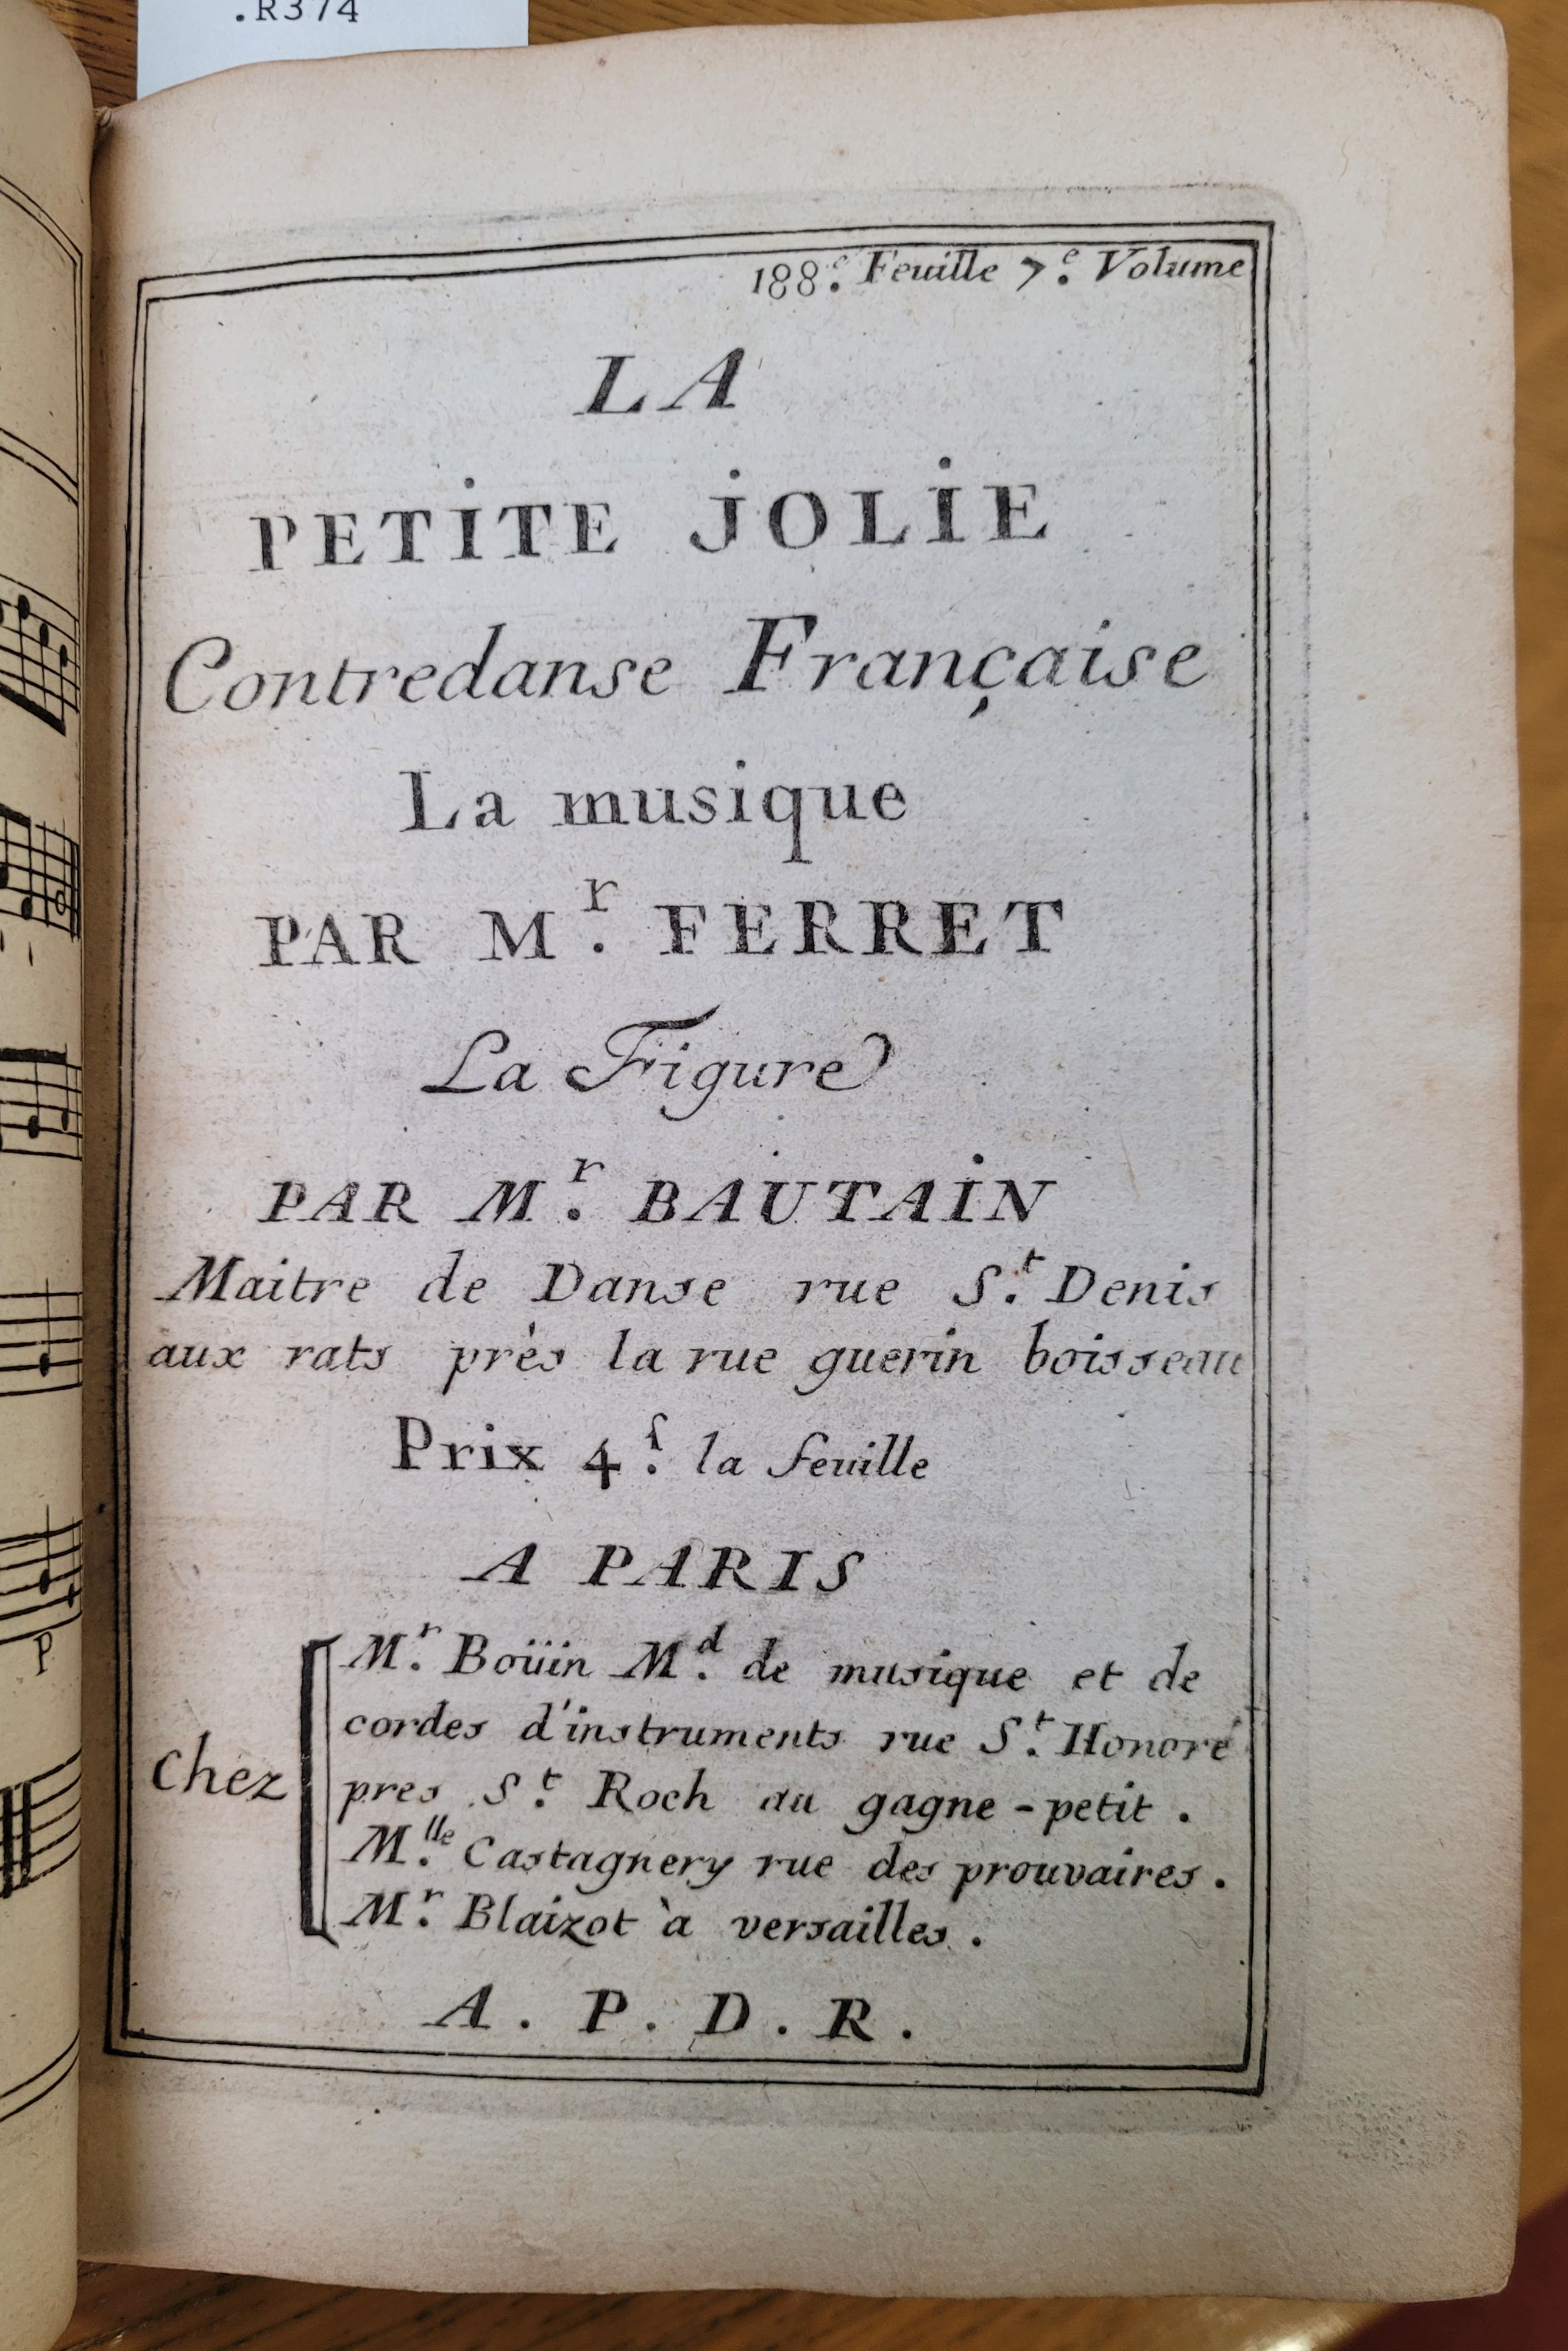 .R374
188.e Feuille 7.e Volume
LA
PETITE JOLIE
Contredanse Française
La musique
PAR M.r FERRET
La Figure
PAR M.r BAUTAIN
Maitre de Danse rue S.t Denis
aux rats près la rue guerin boisseau
Prix 4.s la feuille
A PARIS
Chez
M.r Boüin M.d de musique et de
cordes d'instruments rue S.t Honoré
pres S.t Roch au gagne-petit.
M.lle Castagnery rue des prouvaires.
M.r Blaizot à versailles.
A. P. D. R.
P